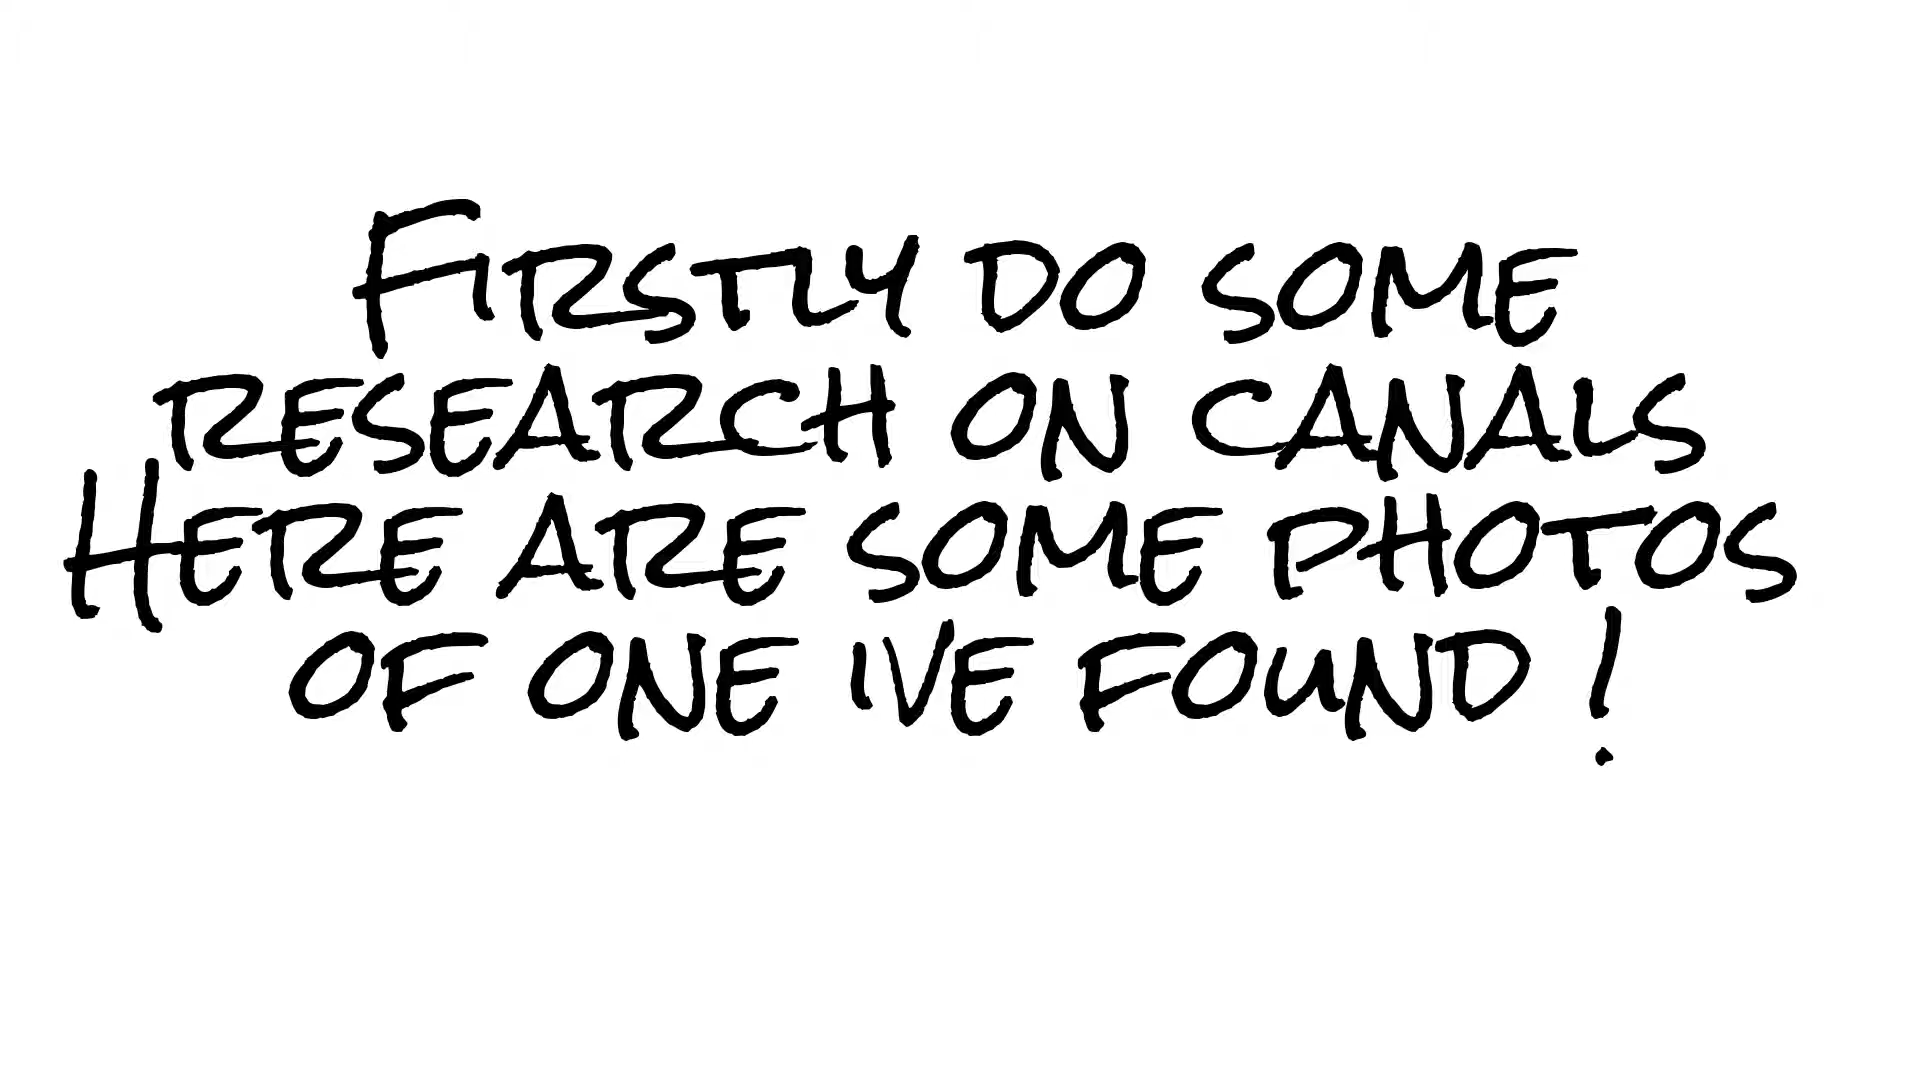 Firstly do some
research on canals
Here are some photos
of one ive found !